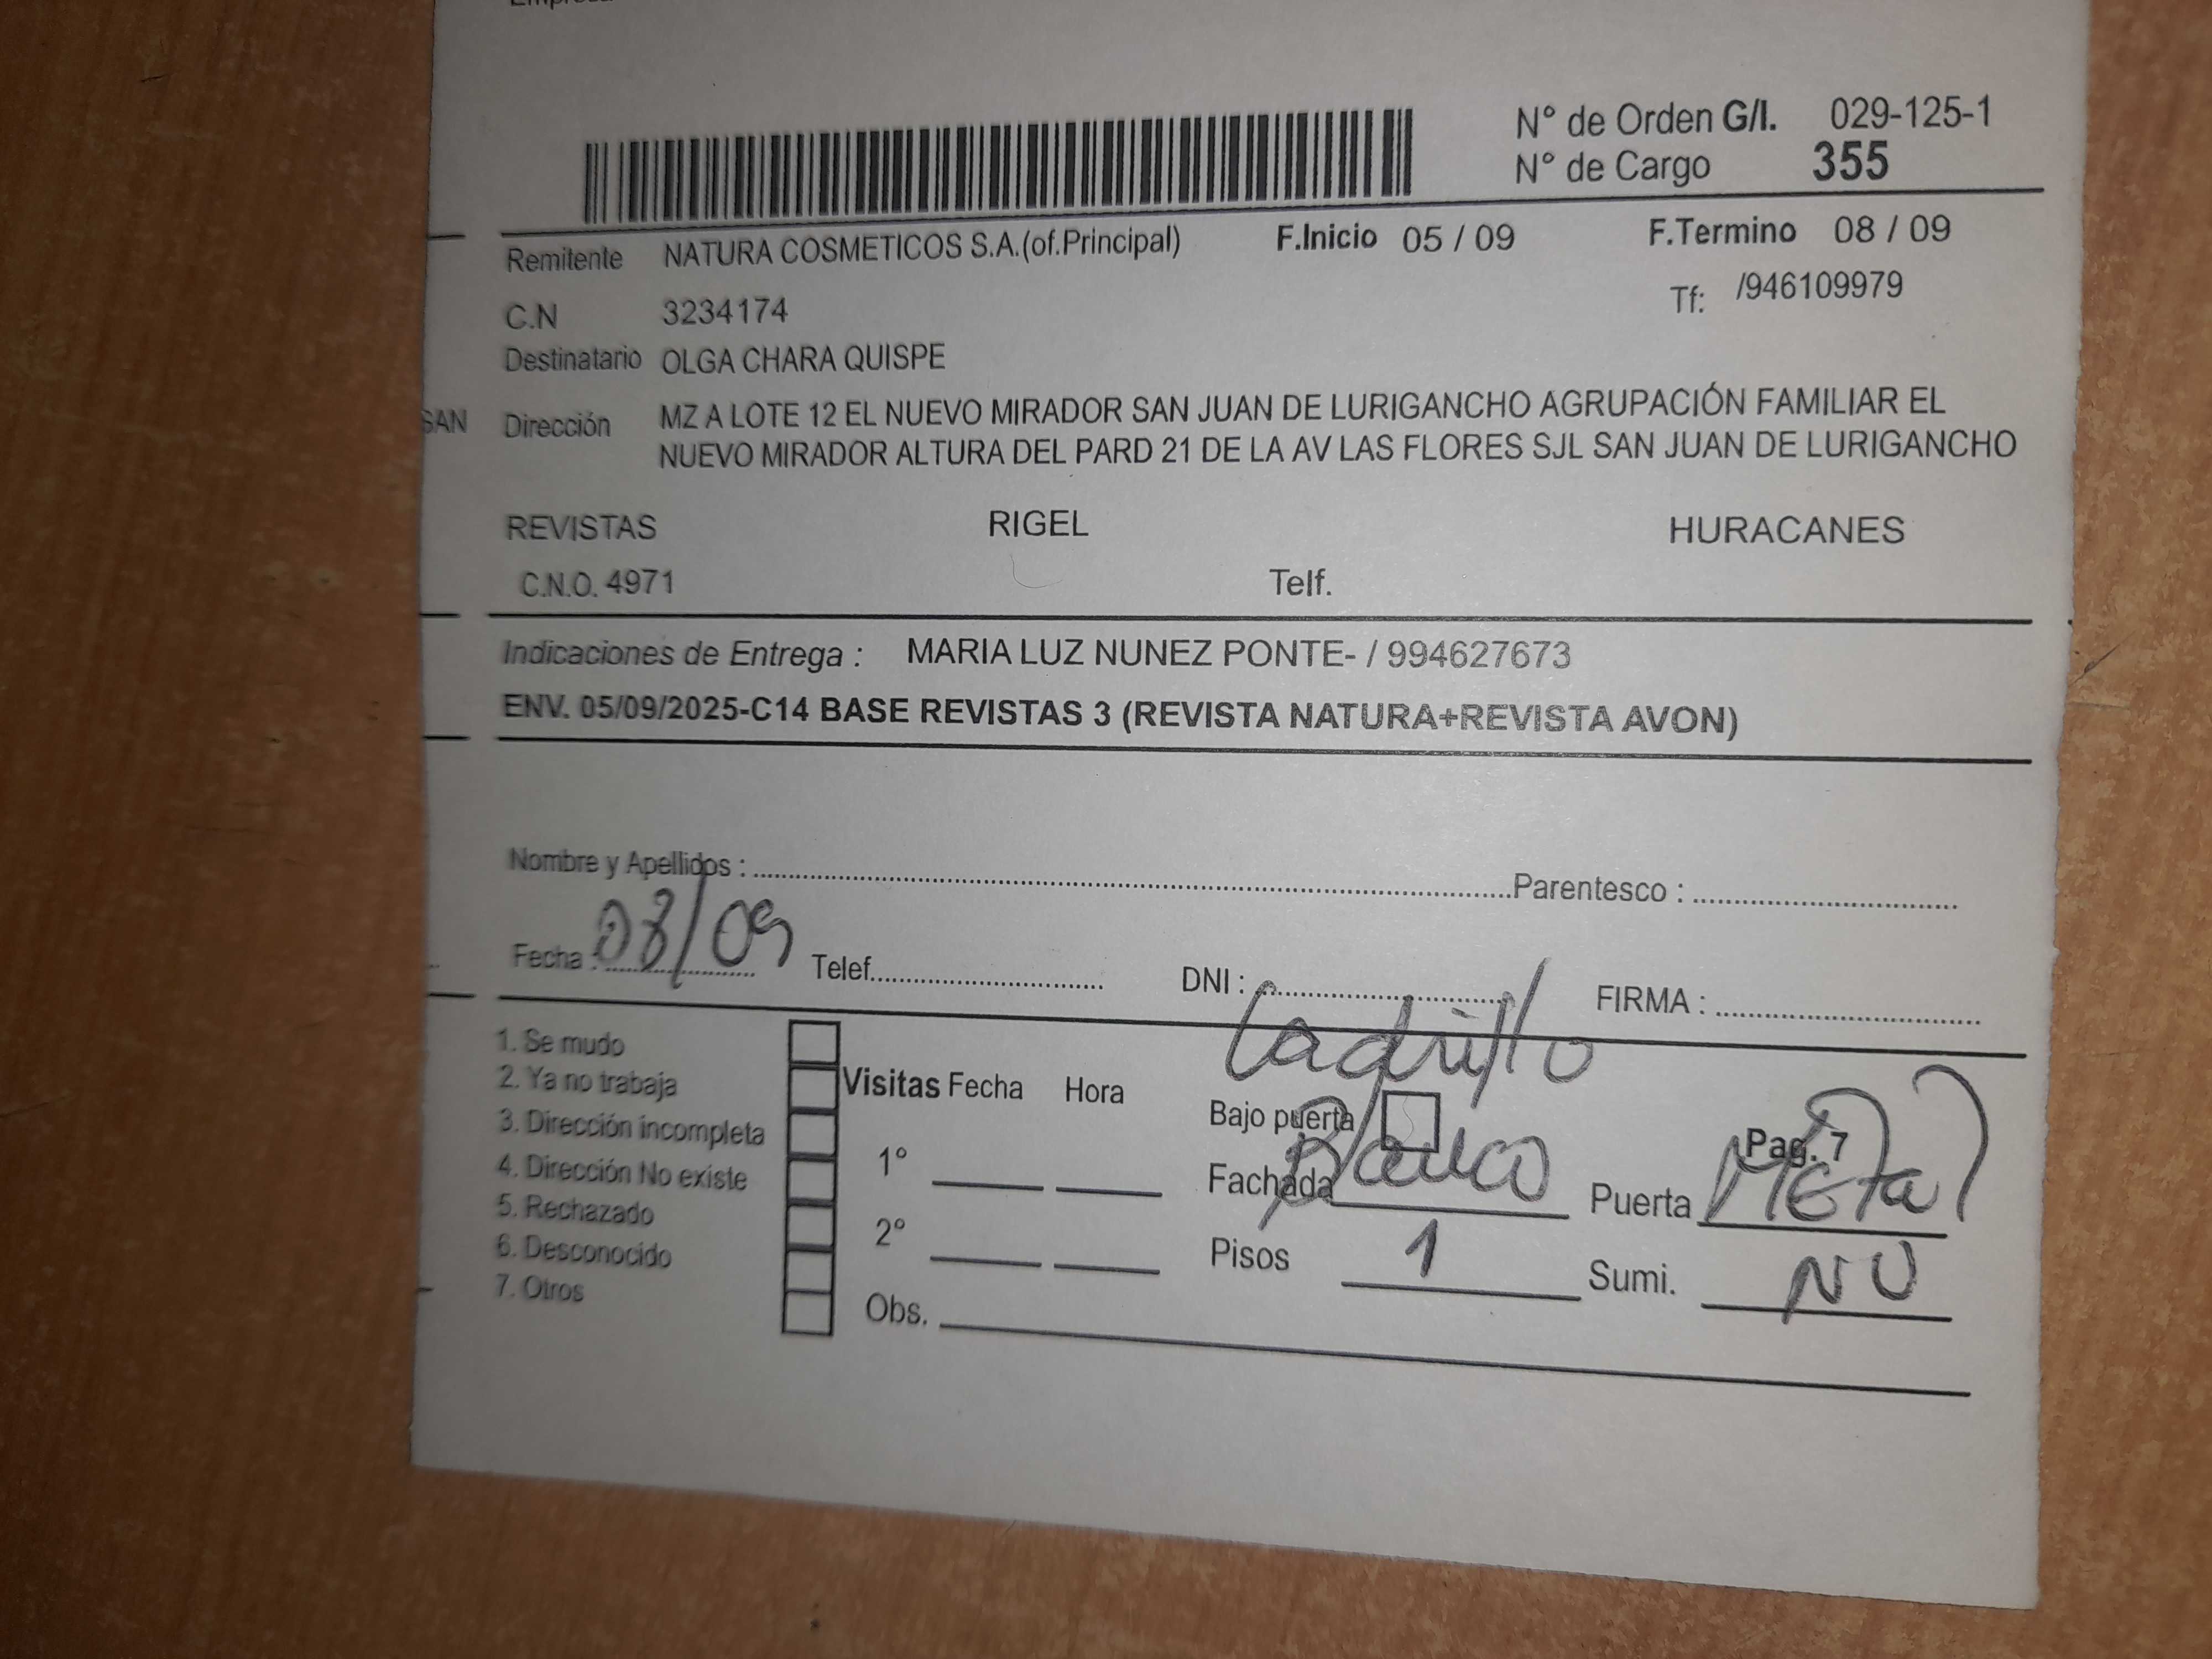 N° de Orden G/I. 029-125-1
N° de Cargo 355
Remitente NATURA COSMETICOS S.A.(of.Principal) F.Inicio 05 / 09 F.Termino 08 / 09
C.N 3234174 Tf: /946109979
Destinatario OLGA CHARA QUISPE
SAN Dirección MZ A LOTE 12 EL NUEVO MIRADOR SAN JUAN DE LURIGANCHO AGRUPACIÓN FAMILIAR EL
NUEVO MIRADOR ALTURA DEL PARD 21 DE LA AV LAS FLORES SJL SAN JUAN DE LURIGANCHO
REVISTAS RIGEL HURACANES
C.N.O. 4971 Telf.
Indicaciones de Entrega : MARIA LUZ NUNEZ PONTE- / 994627673
ENV. 05/09/2025-C14 BASE REVISTAS 3 (REVISTA NATURA+REVISTA AVON)
Nombre y Apellidos : Parentesco :
Fecha : 08/09 Telef. DNI : FIRMA :
Ladrillo
1. Se mudo
2. Ya no trabaja Visitas Fecha Hora
3. Dirección incompleta Bajo puerta Pag. 7
4. Dirección No existe 1° Fachada Blanco Puerta Metal
5. Rechazado
6. Desconocido 2° Pisos 1 Sumi. NO
7. Otros Obs.